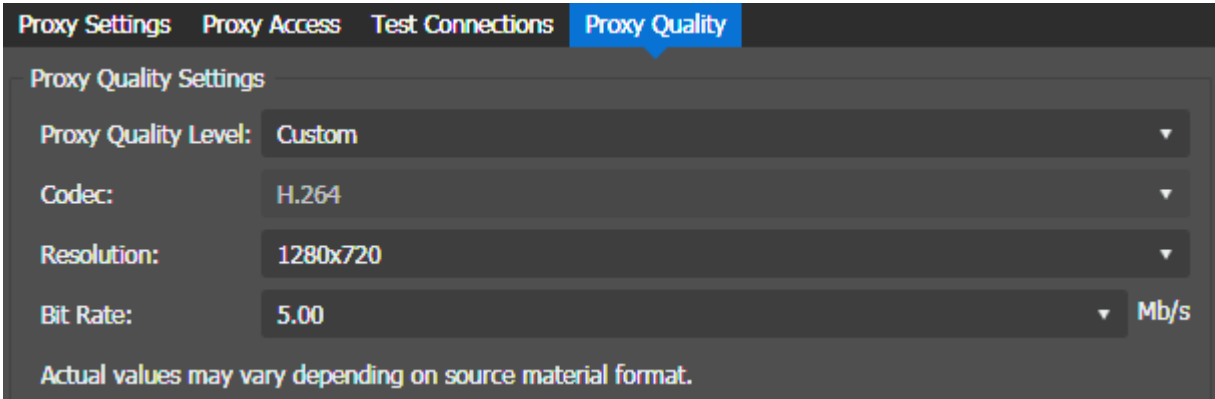 Proxy Settings Proxy Access Test Connections Proxy Quality
Proxy Quality Settings
Proxy Quality Level: Custom
Codec: H.264
Resolution: 1280x720
Bit Rate: 5.00 Mb/s
Actual values may vary depending on source material format.